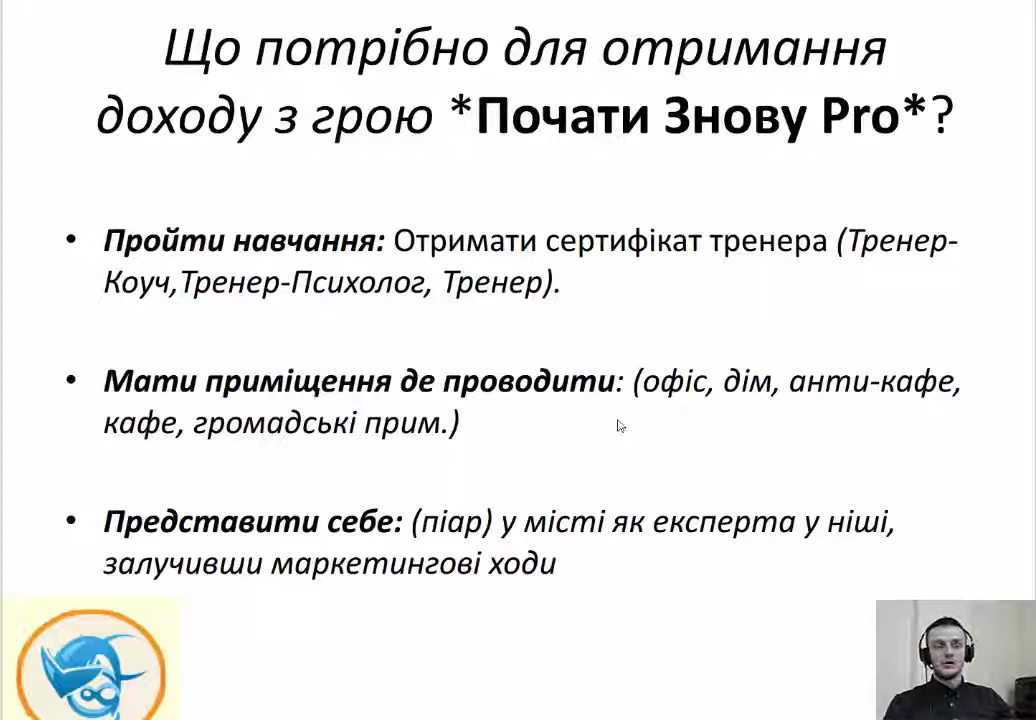 Що потрібно для отримання
доходу з грою *Почати Знову Pro*?
• Пройти навчання: Отримати сертифікат тренера (Тренер-
Коуч,Тренер-Психолог, Тренер).
• Мати приміщення де проводити: (офіс, дім, анти-кафе,
кафе, громадські прим.)
• Представити себе: (піар) у місті як експерта у ніші,
залучивши маркетингові ходи